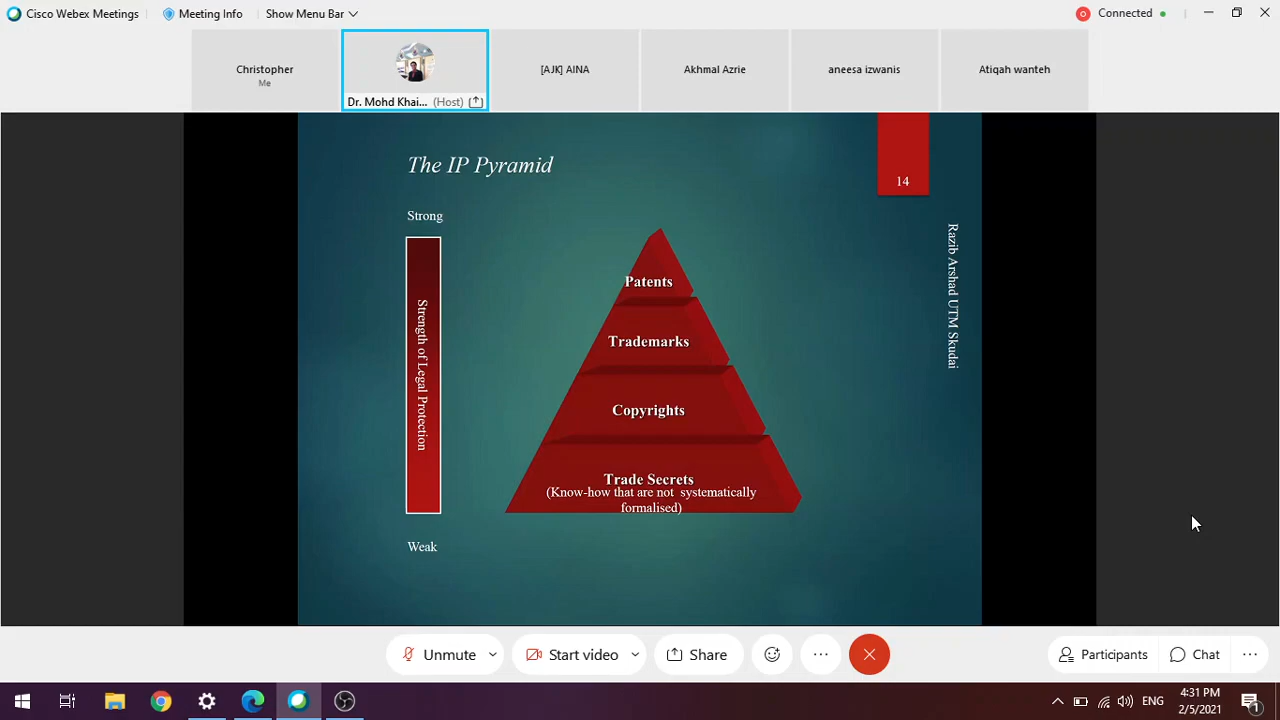 Cisco Webex Meetings
Meeting Info
Show Menu Bar
Connected
Christopher
Me
Dr. Mohd Khai... (Host)
[AJK] AINA
Akhmal Azrie
aneesa izwanis
Atiqah wanteh
The IP Pyramid
14
Strong
Strength of Legal Protection
Weak
Patents
Trademarks
Copyrights
Trade Secrets
(Know-how that are not systematically
formalised)
Razib Arshad UTM Skudai
Unmute
Start video
Share
Participants
Chat
ENG
4:31 PM
2/5/2021
1